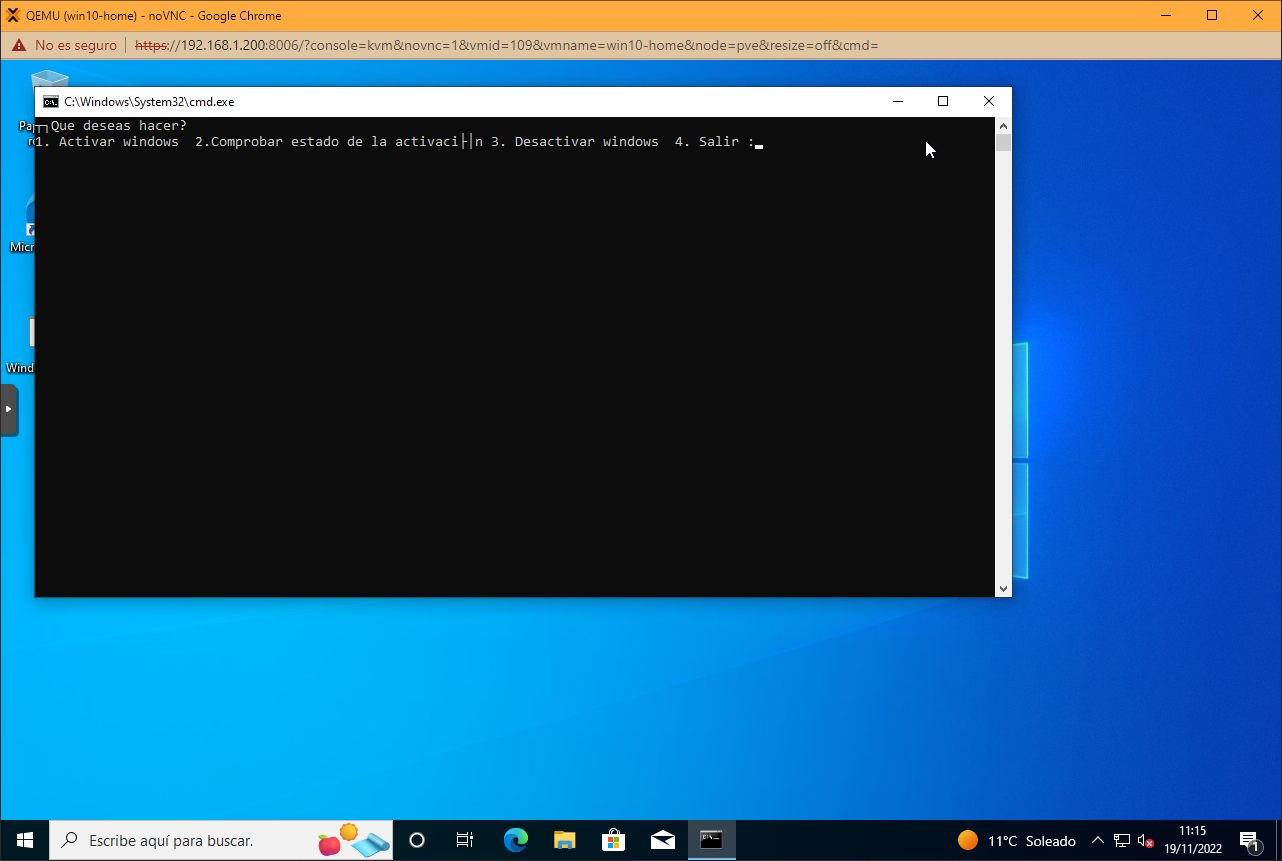 QEMU (win10-home) - noVNC - Google Chrome
No es seguro
https://192.168.1.200:8006/?console=kvm&novnc=1&vmid=109&vmname=win10-home&node=pve&resize=off&cmd=
C:\Windows\System32\cmd.exe
┬┐Que deseas hacer?
1. Activar windows  2.Comprobar estado de la activaci├│n 3. Desactivar windows  4. Salir :
Pa
r
Micr
Wind
Escribe aquí para buscar.
11°C Soleado
11:15
19/11/2022
1